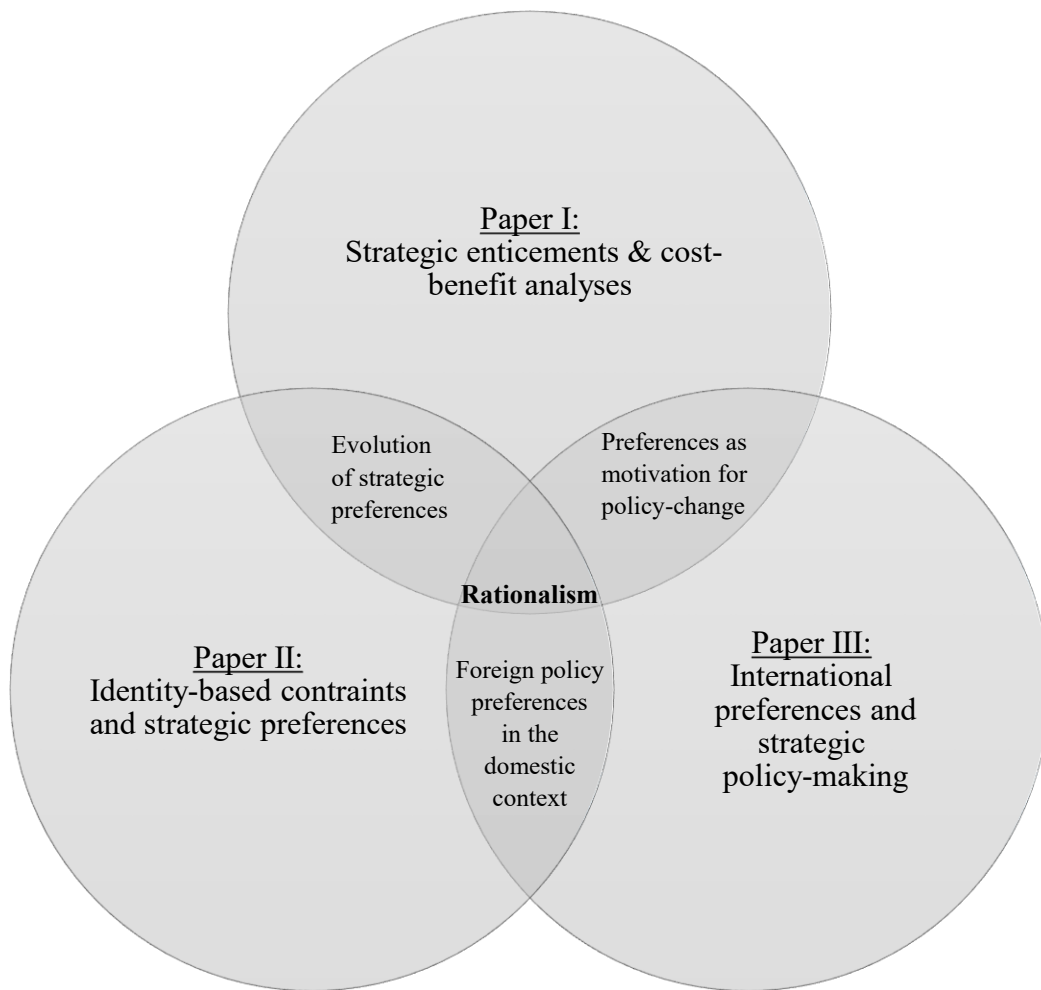 Paper I:
Strategic enticements & cost-
benefit analyses
Evolution
of strategic
preferences
Preferences as
motivation for
policy-change
Rationalism
Paper II:
Identity-based contraints
and strategic preferences
Foreign policy
preferences
in the
domestic
context
Paper III:
International
preferences and
strategic
policy-making